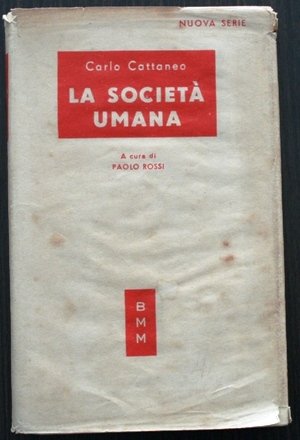 NUOVA SERIE
Carlo Cattaneo
LA SOCIETÀ
UMANA
A cura di
PAOLO ROSSI
B
M
M